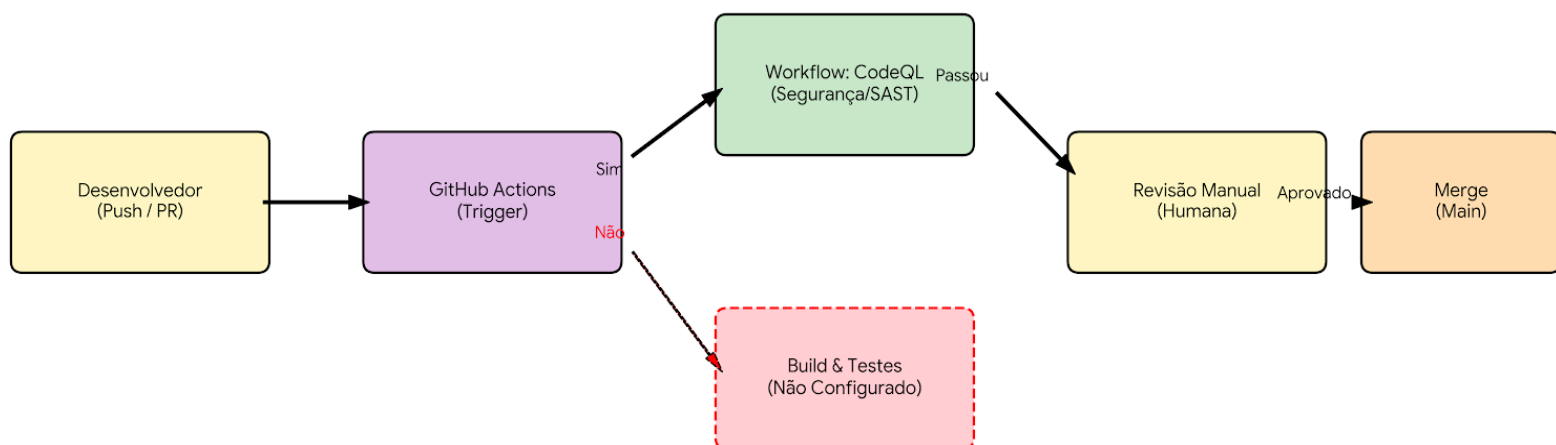 Desenvolvedor
(Push / PR)
GitHub Actions
(Trigger)
Sim
Não
Workflow: CodeQL
(Segurança/SAST)
Passou
Build & Testes
(Não Configurado)
Revisão Manual
(Humana)
Aprovado
Merge
(Main)